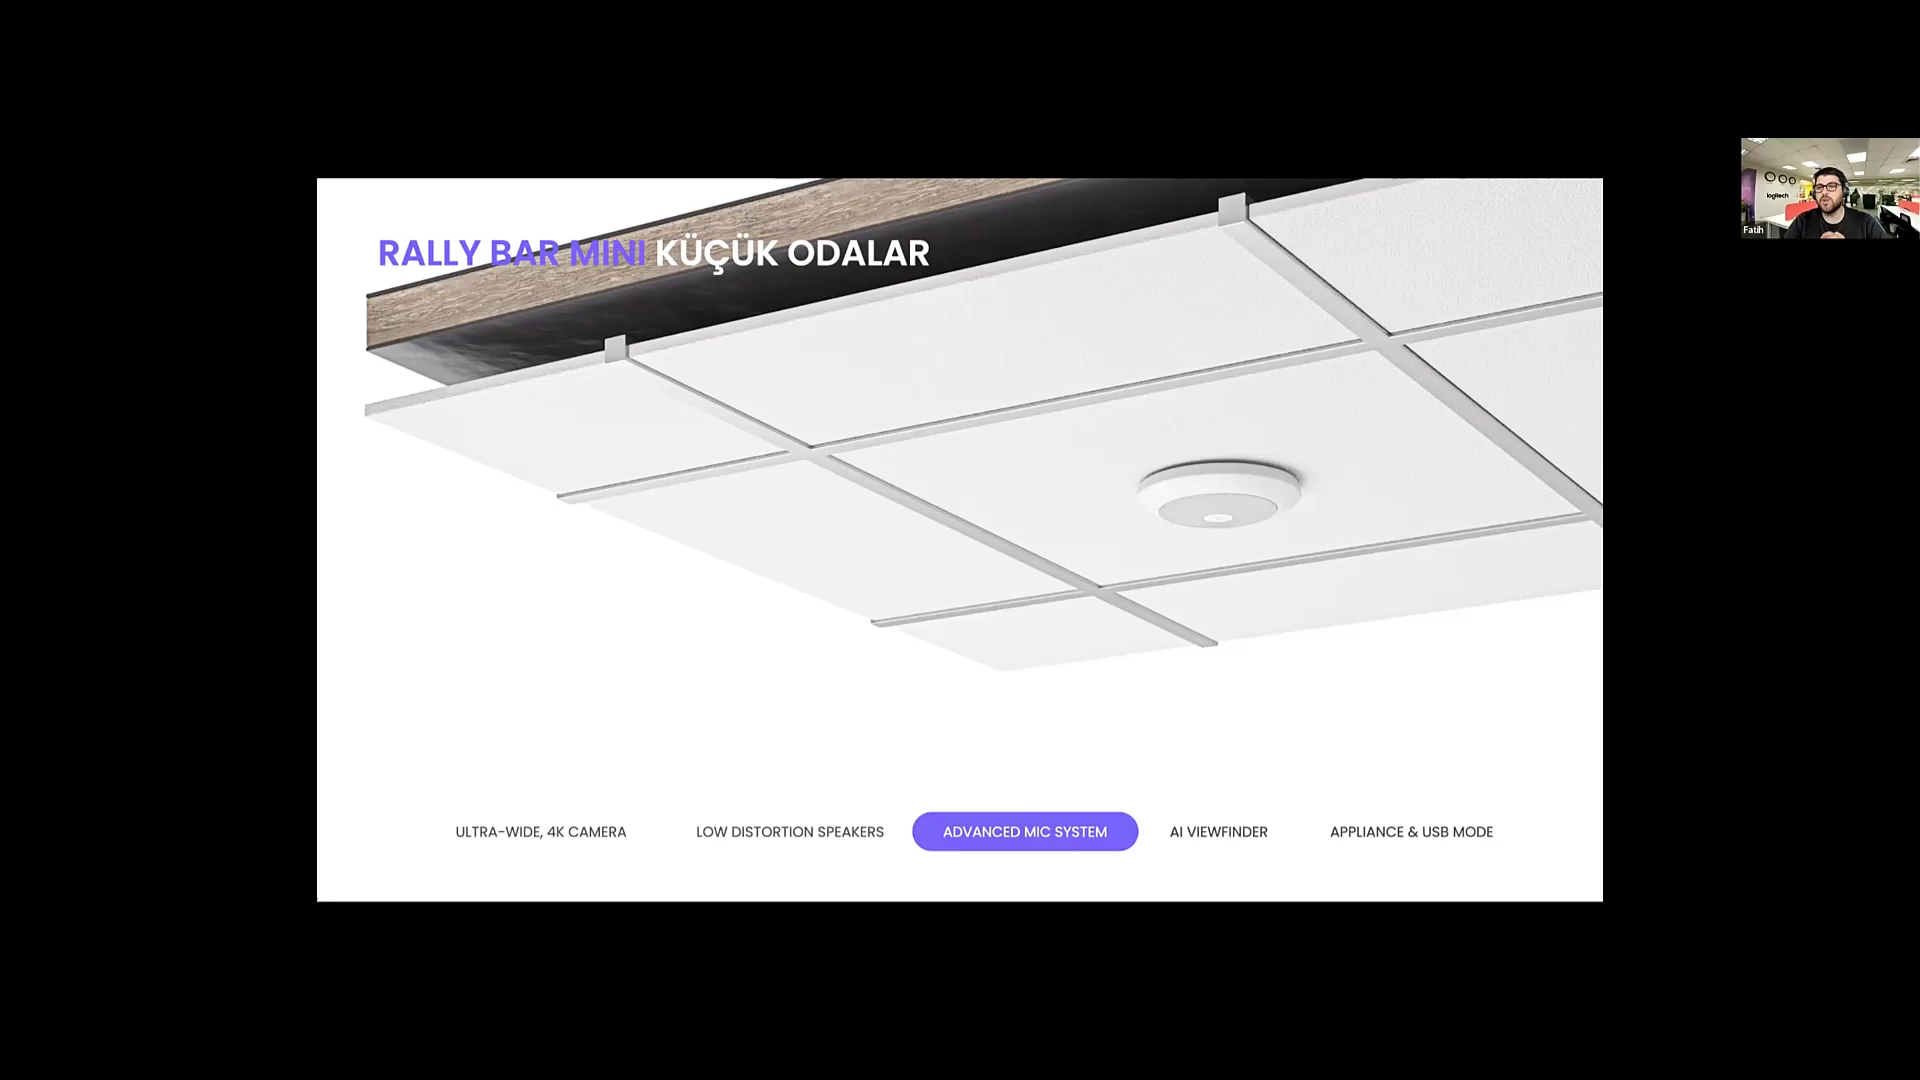 RALLY BAR MINI KÜÇÜK ODALAR
logitech
Fatih
ULTRA-WIDE, 4K CAMERA
LOW DISTORTION SPEAKERS
ADVANCED MIC SYSTEM
AI VIEWFINDER
APPLIANCE & USB MODE